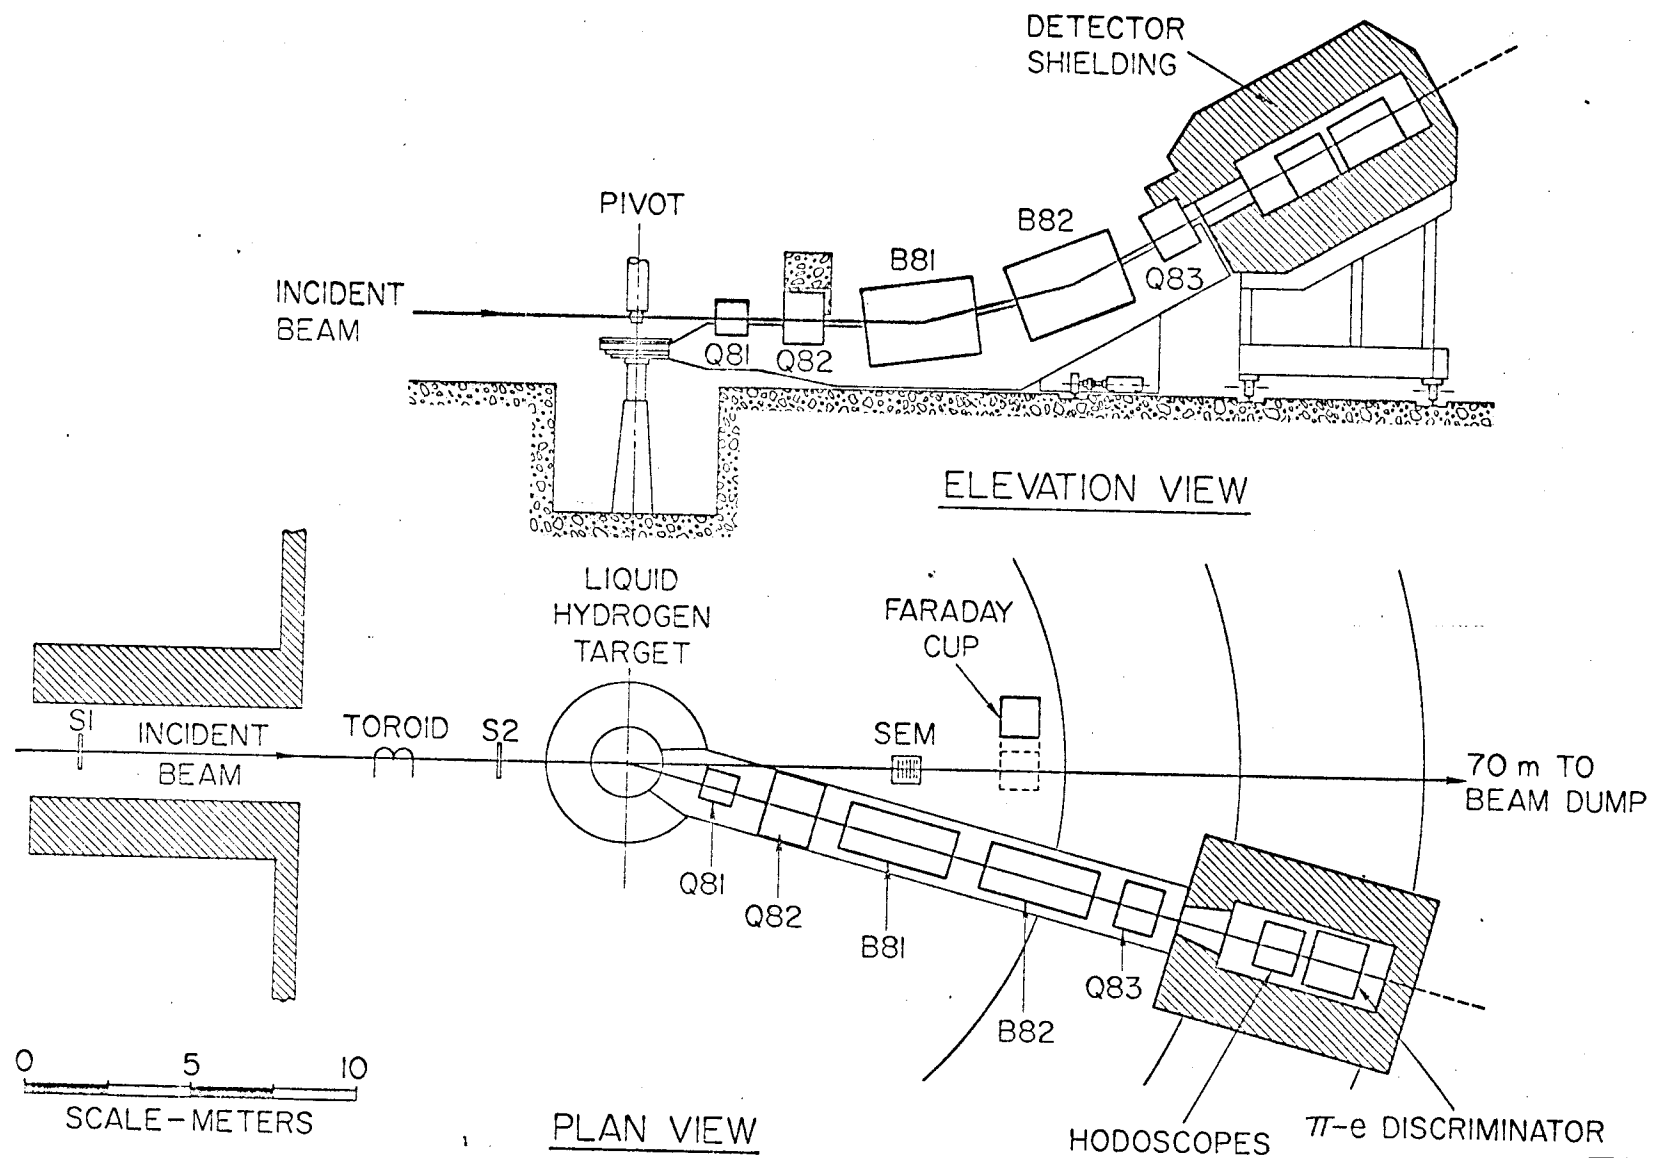 DETECTOR
SHIELDING
PIVOT
B82
B81
INCIDENT
BEAM
Q81
Q82
Q83
ELEVATION VIEW
LIQUID
HYDROGEN
TARGET
FARADAY
CUP
S1
INCIDENT
BEAM
TOROID
S2
SEM
70 m TO
BEAM DUMP
Q81
Q82
B81
Q83
B82
0 5 10
SCALE-METERS
PLAN VIEW
HODOSCOPES
π-e DISCRIMINATOR